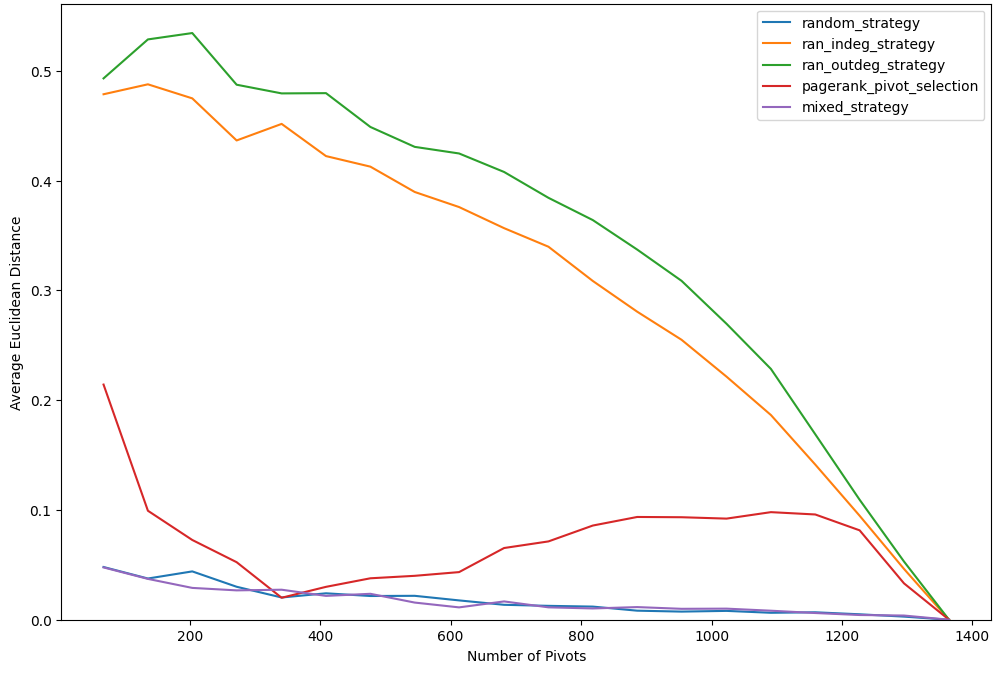 random_strategy
ran_indeg_strategy
ran_outdeg_strategy
pagerank_pivot_selection
mixed_strategy
0.5
0.4
0.3
0.2
0.1
0.0
Average Euclidean Distance
200 400 600 800 1000 1200 1400
Number of Pivots